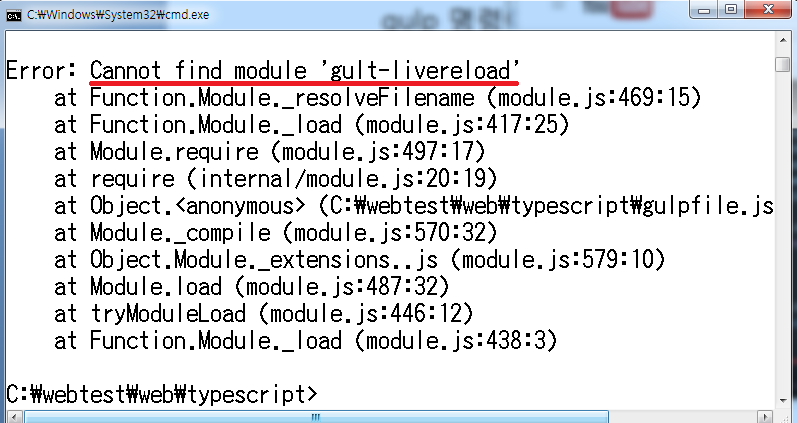 C:₩Windows₩System32₩cmd.exe
Error: Cannot find module 'gult-livereload'
at Function.Module._resolveFilename (module.js:469:15)
at Function.Module._load (module.js:417:25)
at Module.require (module.js:497:17)
at require (internal/module.js:20:19)
at Object.<anonymous> (C:₩webtest₩web₩typescript₩gulpfile.js
at Module._compile (module.js:570:32)
at Object.Module._extensions..js (module.js:579:10)
at Module.load (module.js:487:32)
at tryModuleLoad (module.js:446:12)
at Function.Module._load (module.js:438:3)
C:₩webtest₩web₩typescript>